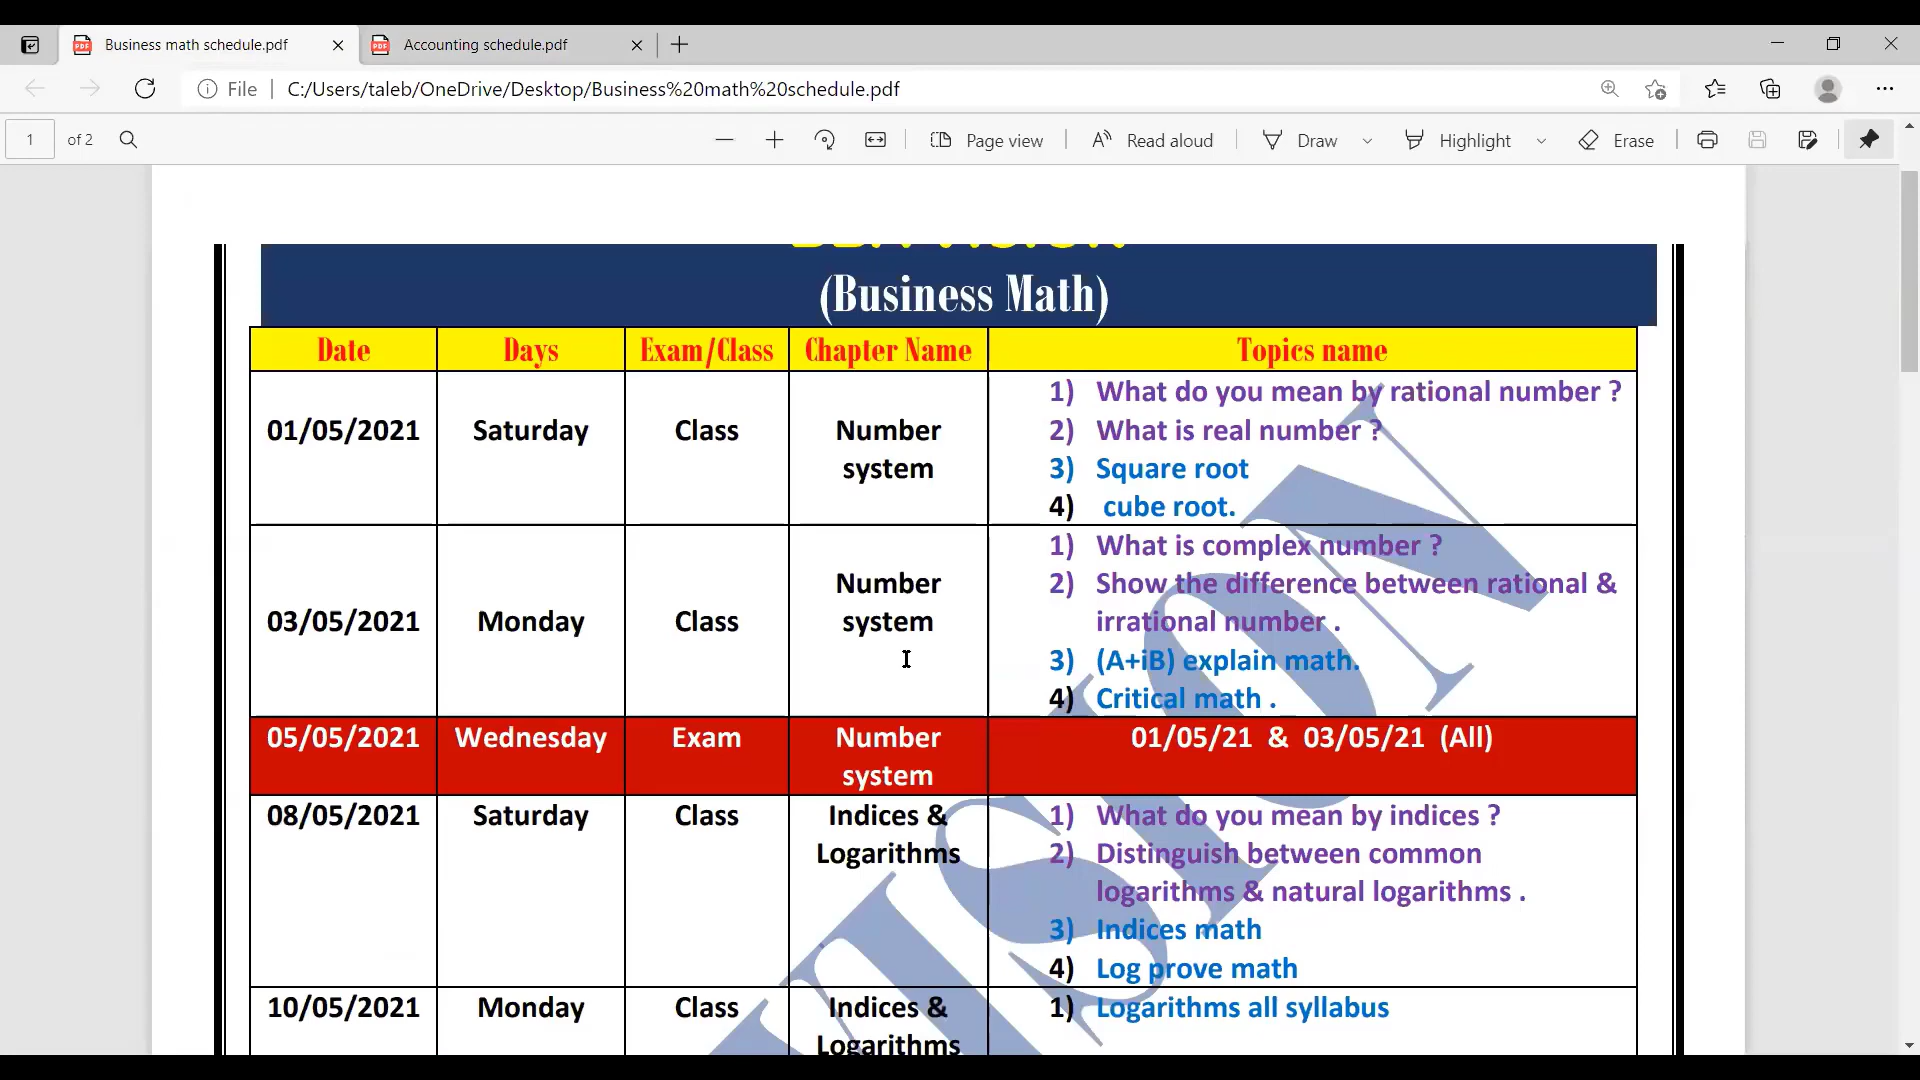 Business math schedule.pdf
Accounting schedule.pdf
File
C:/Users/taleb/OneDrive/Desktop/Business%20math%20schedule.pdf
1 of 2
Page view
Read aloud
Draw
Highlight
Erase
(Business Math)
Date Days Exam/Class Chapter Name Topics name
01/05/2021 Saturday Class Number system
1) What do you mean by rational number ?
2) What is real number ?
3) Square root
4) cube root.
03/05/2021 Monday Class Number system
1) What is complex number ?
2) Show the difference between rational &
irrational number .
3) (A+iB) explain math.
4) Critical math .
05/05/2021 Wednesday Exam Number system 01/05/21 & 03/05/21 (All)
08/05/2021 Saturday Class Indices & Logarithms
1) What do you mean by indices ?
2) Distinguish between common
logarithms & natural logarithms .
3) Indices math
4) Log prove math
10/05/2021 Monday Class Indices & Logarithms
1) Logarithms all syllabus